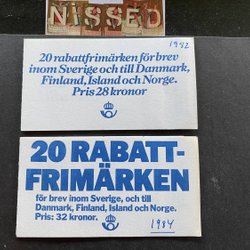 NISSED
1982
20 rabattfrimärken för brev
inom Sverige och till Danmark,
Finland, Island och Norge.
Pris 28 kronor
20 RABATT-
FRIMÄRKEN
för brev inom Sverige, och till
Danmark, Finland, Island och Norge.
Pris: 32 kronor.
1984